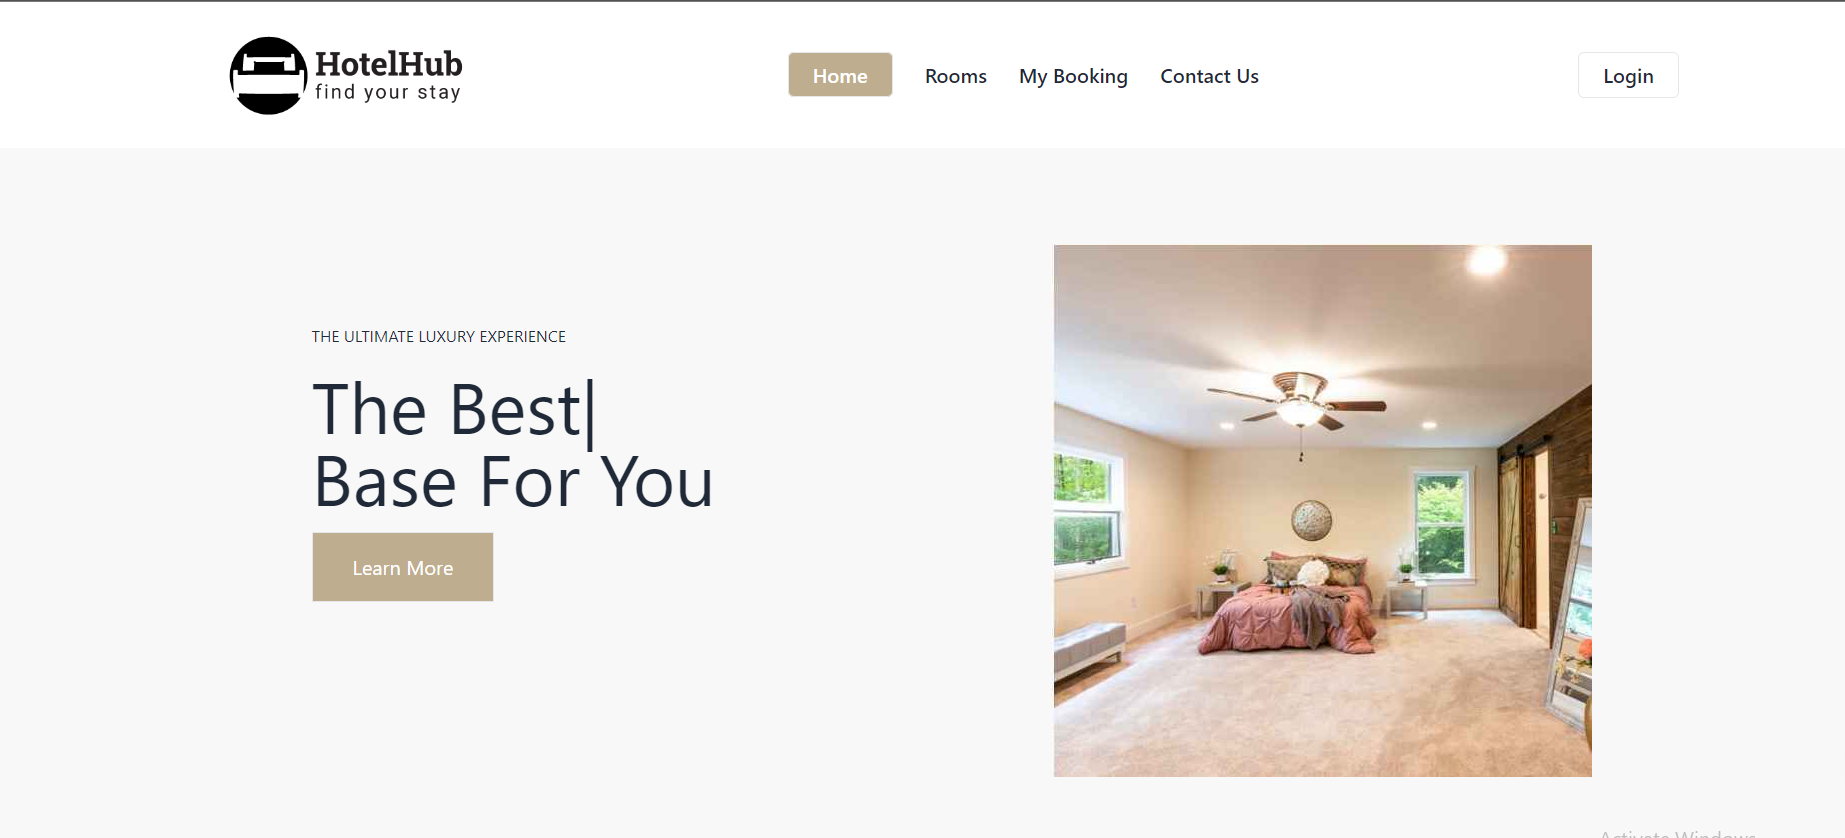 HotelHub
find your stay
Home
Rooms
My Booking
Contact Us
Login
THE ULTIMATE LUXURY EXPERIENCE
The Best|
Base For You
Learn More
Activate Windows